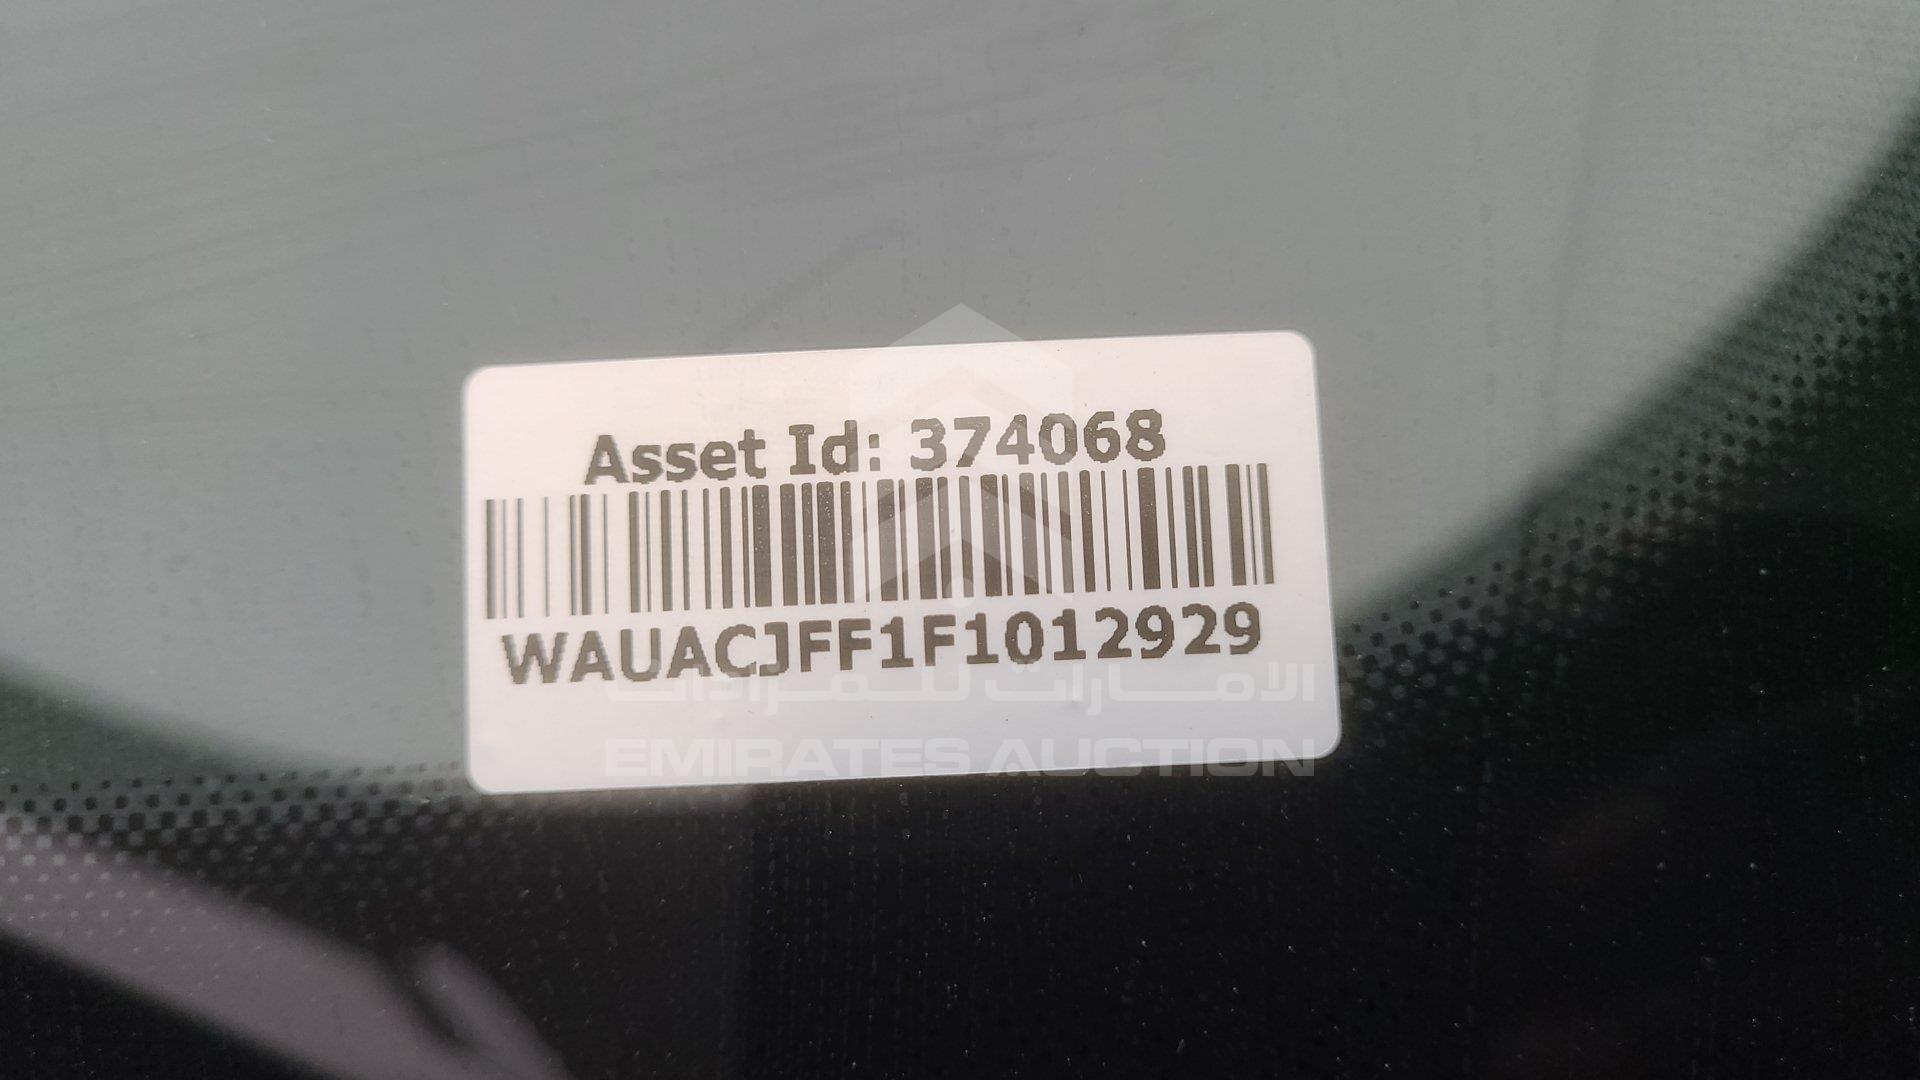 Asset Id: 374068
WAUACJFF1F1012929
الامارات للمزادات
EMIRATES AUCTION